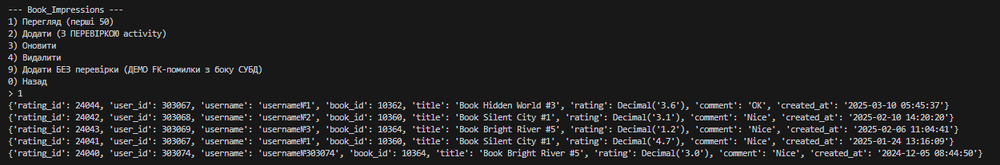 --- Book_Impressions ---
1) Перегляд (перші 50)
2) Додати (З ПЕРЕВІРКОЮ activity)
3) Оновити
4) Видалити
9) Додати БЕЗ перевірки (ДЕМО FK-помилки з боку СУБД)
0) Назад
> 1
{'rating_id': 24044, 'user_id': 303067, 'username': 'username№1', 'book_id': 10362, 'title': 'Book Hidden World #3', 'rating': Decimal('3.6'), 'comment': 'OK', 'created_at': '2025-03-10 05:45:37'}
{'rating_id': 24042, 'user_id': 303068, 'username': 'username№2', 'book_id': 10360, 'title': 'Book Silent City #1', 'rating': Decimal('3.1'), 'comment': 'Nice', 'created_at': '2025-02-10 14:20:20'}
{'rating_id': 24043, 'user_id': 303069, 'username': 'username№3', 'book_id': 10364, 'title': 'Book Bright River #5', 'rating': Decimal('1.2'), 'comment': 'Nice', 'created_at': '2025-02-06 11:04:41'}
{'rating_id': 24041, 'user_id': 303067, 'username': 'username№1', 'book_id': 10360, 'title': 'Book Silent City #1', 'rating': Decimal('4.7'), 'comment': 'Nice', 'created_at': '2025-01-24 13:16:09'}
{'rating_id': 24040, 'user_id': 303074, 'username': 'username№303074', 'book_id': 10364, 'title': 'Book Bright River #5', 'rating': Decimal('3.0'), 'comment': 'Nice', 'created_at': '2024-12-05 08:44:50'}